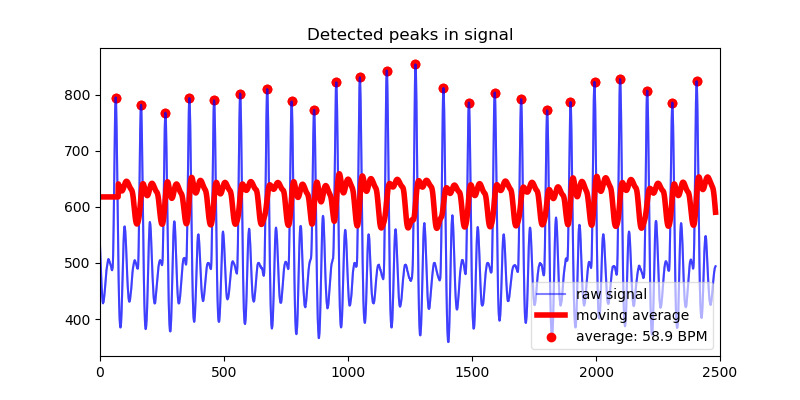 Detected peaks in signal
800
700
600
500
400
raw signal
moving average
average: 58.9 BPM
0 500 1000 1500 2000 2500